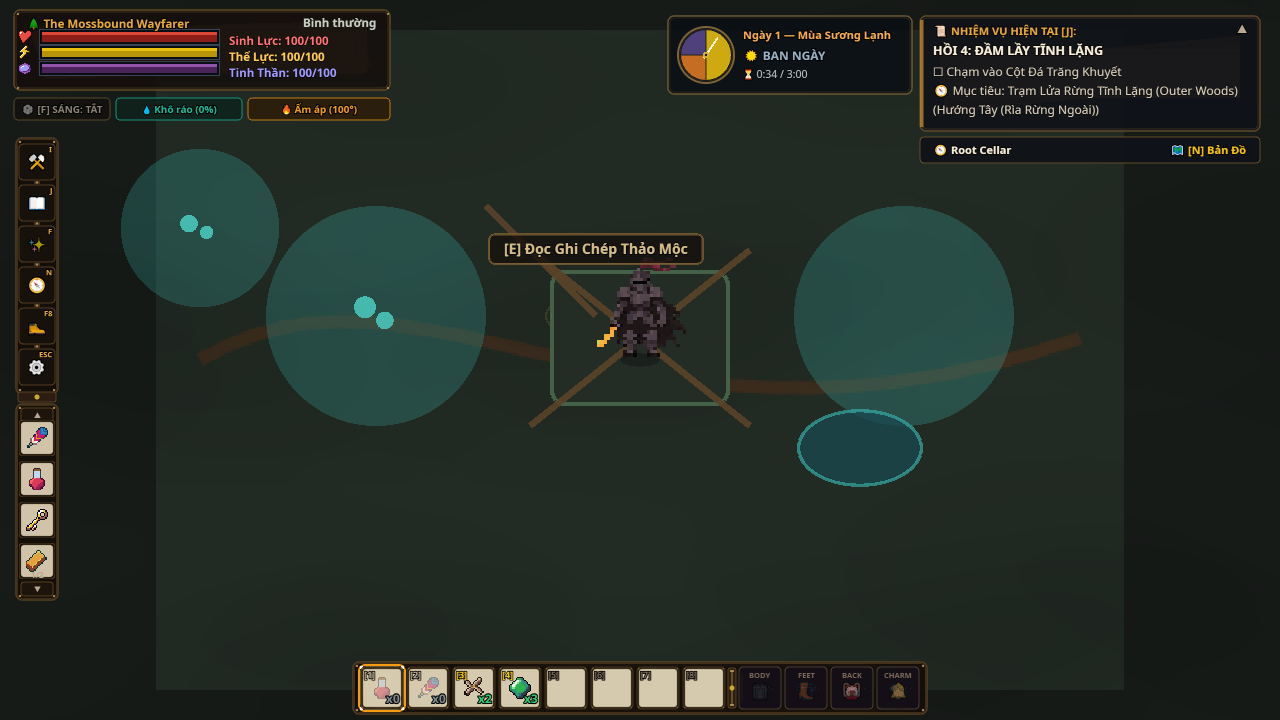 The Mossbound Wayfarer
Bình thường
Sinh Lực: 100/100
Thể Lực: 100/100
Tinh Thần: 100/100
[F] SÁNG: TẮT
Khô ráo (0%)
Ấm áp (100°)
Ngày 1 — Mùa Sương Lạnh
BAN NGÀY
0:34 / 3:00
NHIỆM VỤ HIỆN TẠI [J]:
HỒI 4: ĐẦM LẦY TĨNH LẶNG
Chạm vào Cột Đá Trăng Khuyết
Mục tiêu: Trạm Lửa Rừng Tĩnh Lặng (Outer Woods)
(Hướng Tây (Rìa Rừng Ngoài))
Root Cellar
[N] Bản Đồ
I
J
F
N
F8
ESC
[E] Đọc Ghi Chép Thảo Mộc
[1] x0
[2] x0
[3] x2
[4] x3
[5]
[6]
[7]
[8]
BODY
FEET
BACK
CHARM